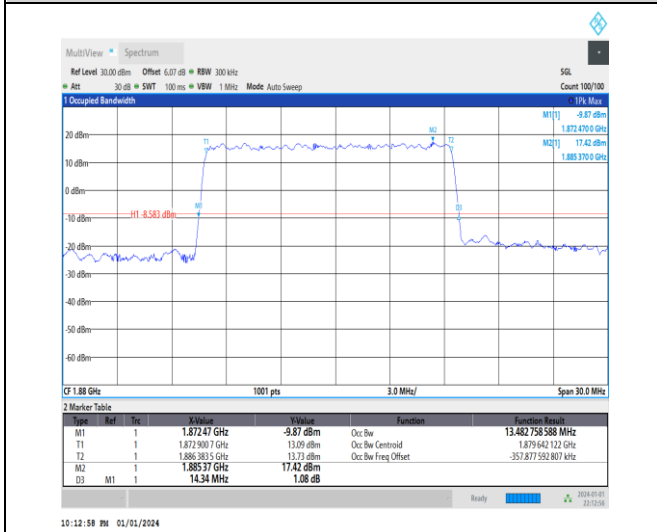 MultiView Spectrum
Ref Level 30.00 dBm Offset 6.07 dB RBW 300 kHz SGL
Att 30 dB SWT 100 ms VBW 1 MHz Mode Auto Sweep Count 100/100
1 Occupied Bandwidth 1Pk Max
M1[1] -9.87 dBm
1.872 470 0 GHz
M2[1] 17.42 dBm
1.885 370 0 GHz
20 dBm
T1 M2 T2
10 dBm
0 dBm
M1 D3
-10 dBm H1 -8.583 dBm
-20 dBm
-30 dBm
-40 dBm
-50 dBm
-60 dBm
CF 1.88 GHz 1001 pts 3.0 MHz/ Span 30.0 MHz
2 Marker Table
Type Ref Trc X-Value Y-Value Function Function Result
M1 1 1.872 47 GHz -9.87 dBm Occ Bw 13.482 758 588 MHz
T1 1 1.872 900 7 GHz 13.09 dBm Occ Bw Centroid 1.879 642 122 GHz
T2 1 1.886 383 5 GHz 13.73 dBm Occ Bw Freq Offset -357.877 592 807 kHz
M2 1 1.885 37 GHz 17.42 dBm
D3 M1 1 14.34 MHz 1.08 dB
Ready 2024-01-01
22:12:56
10:12:58 PM 01/01/2024